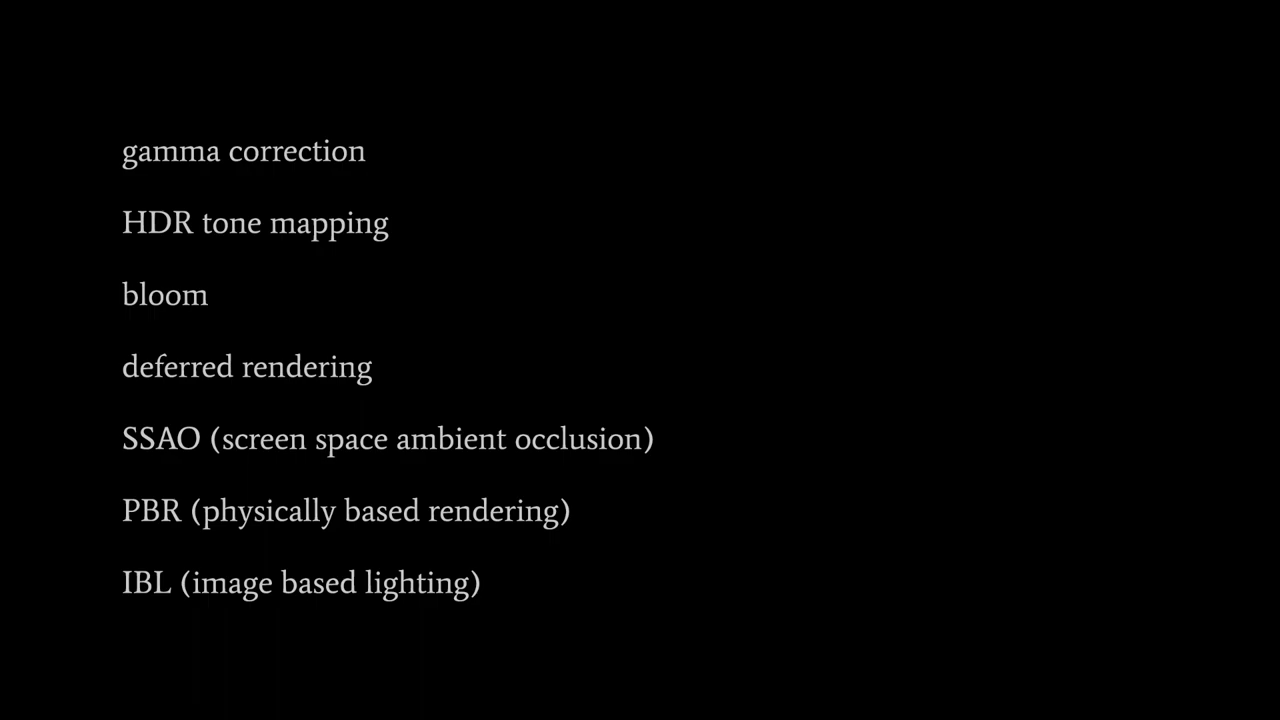 gamma correction
HDR tone mapping
bloom
deferred rendering
SSAO (screen space ambient occlusion)
PBR (physically based rendering)
IBL (image based lighting)